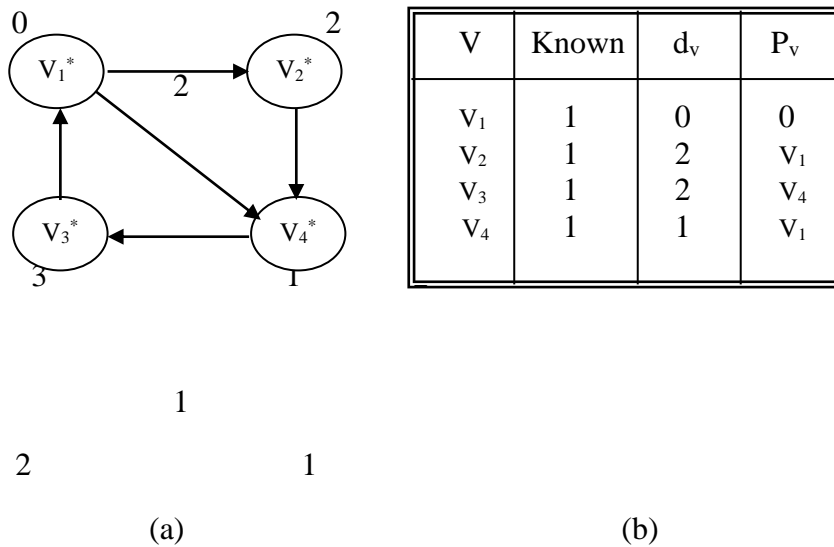 0 2
V₁* 2 V₂*
V₃* V₄*
3 1
V Known dᵥ Pᵥ
V₁ 1 0 0
V₂ 1 2 V₁
V₃ 1 2 V₄
V₄ 1 1 V₁
1
2 1
(a) (b)